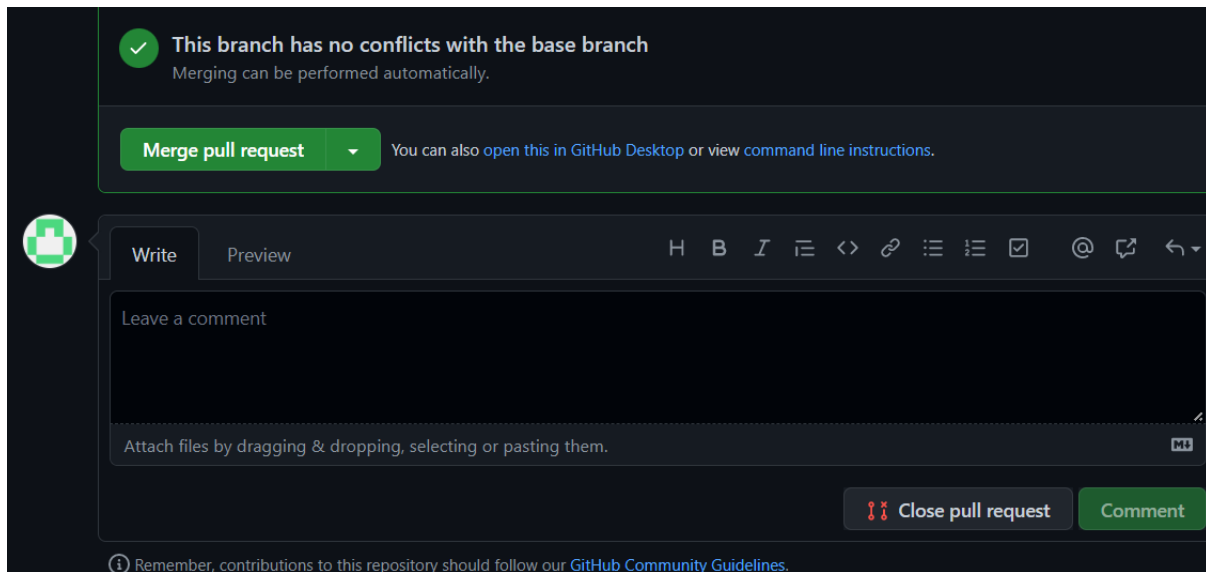 This branch has no conflicts with the base branch
Merging can be performed automatically.
Merge pull request
You can also open this in GitHub Desktop or view command line instructions.
Write
Preview
Leave a comment
Attach files by dragging & dropping, selecting or pasting them.
Close pull request
Comment
Remember, contributions to this repository should follow our GitHub Community Guidelines.